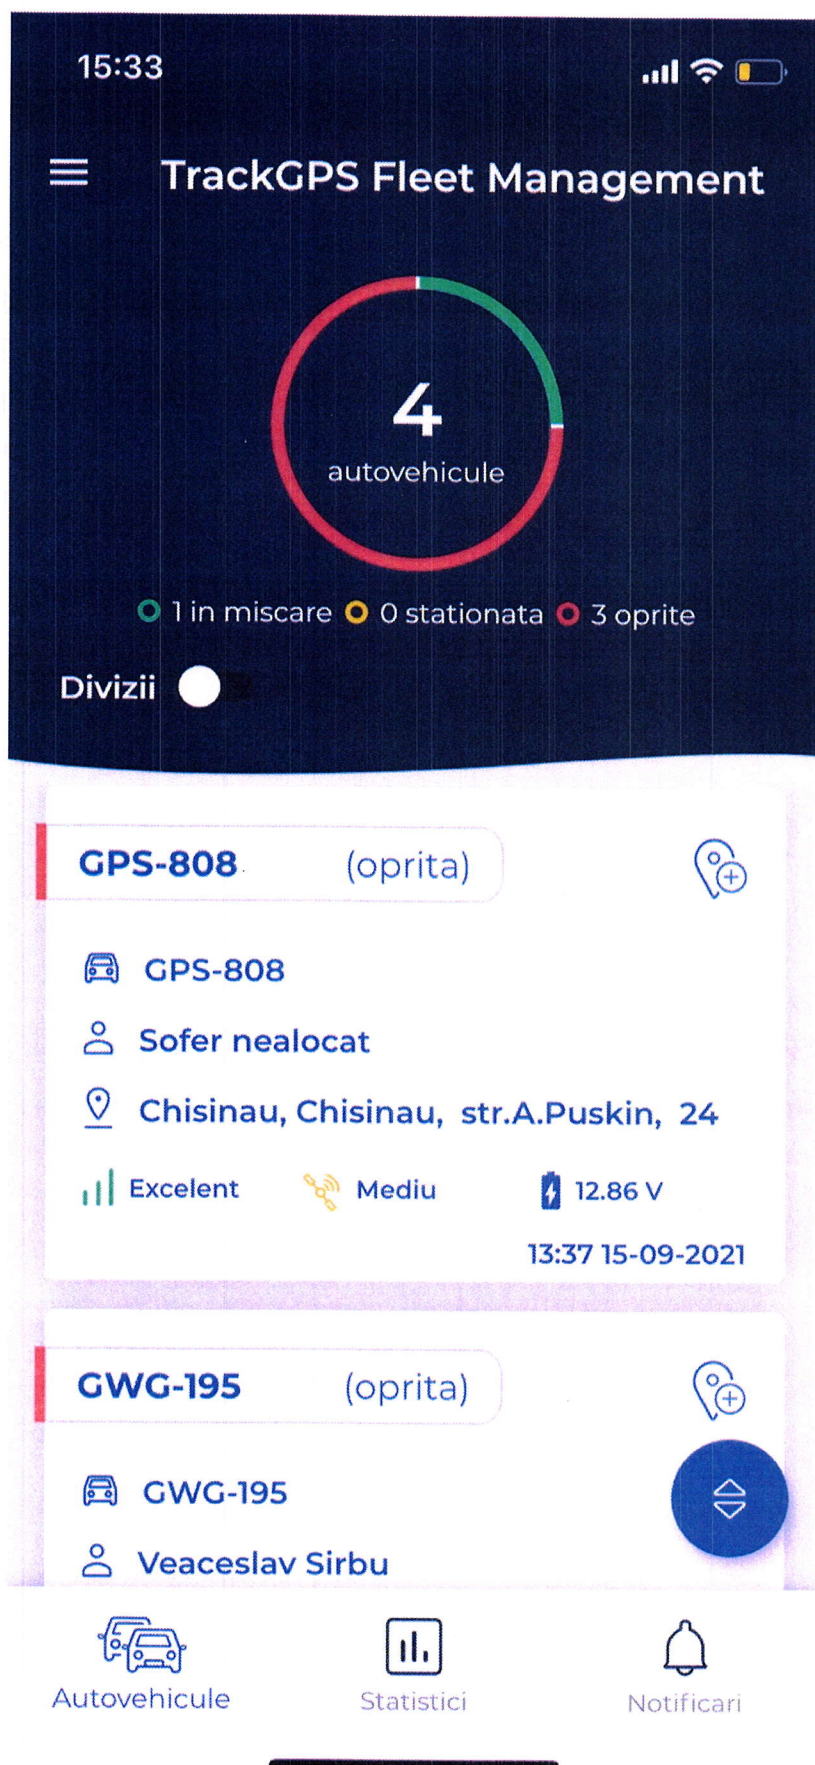 15:33
TrackGPS Fleet Management
4
autovehicule
1 in miscare 0 stationata 3 oprite
Divizii
GPS-808 (oprita)
GPS-808
Sofer nealocat
Chisinau, Chisinau, str.A.Puskin, 24
Excelent Mediu 12.86 V
13:37 15-09-2021
GWG-195 (oprita)
GWG-195
Veaceslav Sirbu
Autovehicule Statistici Notificari